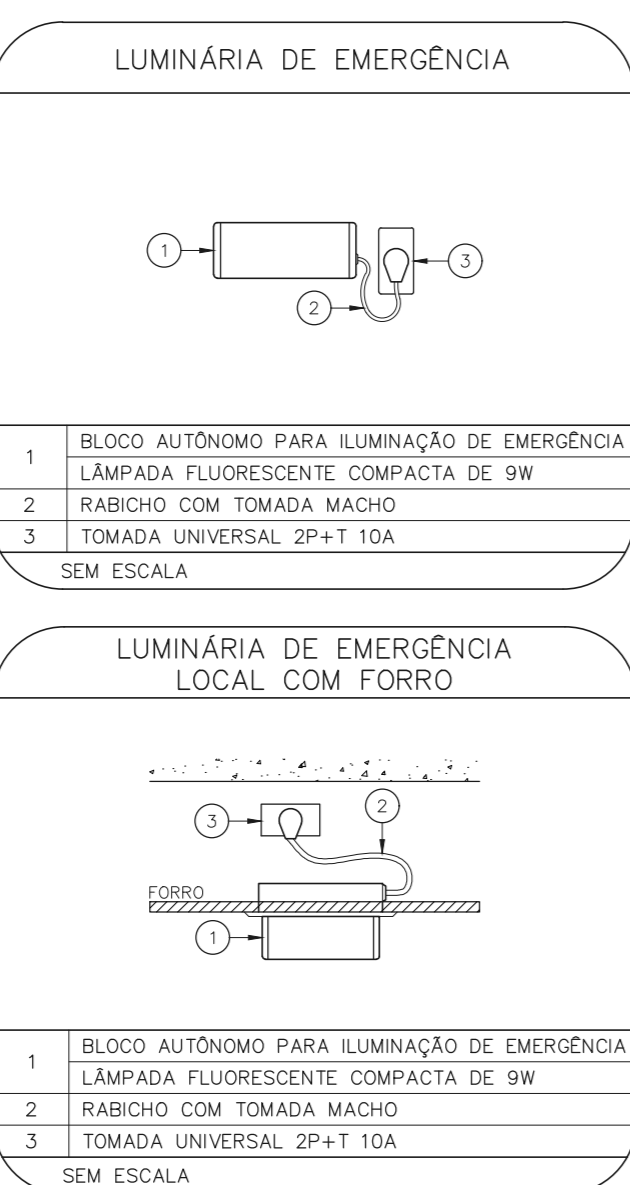 LUMINÁRIA DE EMERGÊNCIA
1
3
2
1
BLOCO AUTÔNOMO PARA ILUMINAÇÃO DE EMERGÊNCIA
LÂMPADA FLUORESCENTE COMPACTA DE 9W
2 RABICHO COM TOMADA MACHO
3 TOMADA UNIVERSAL 2P+T 10A
SEM ESCALA
LUMINÁRIA DE EMERGÊNCIA
LOCAL COM FORRO
2
3
FORRO
1
1
BLOCO AUTÔNOMO PARA ILUMINAÇÃO DE EMERGÊNCIA
LÂMPADA FLUORESCENTE COMPACTA DE 9W
2 RABICHO COM TOMADA MACHO
3 TOMADA UNIVERSAL 2P+T 10A
SEM ESCALA